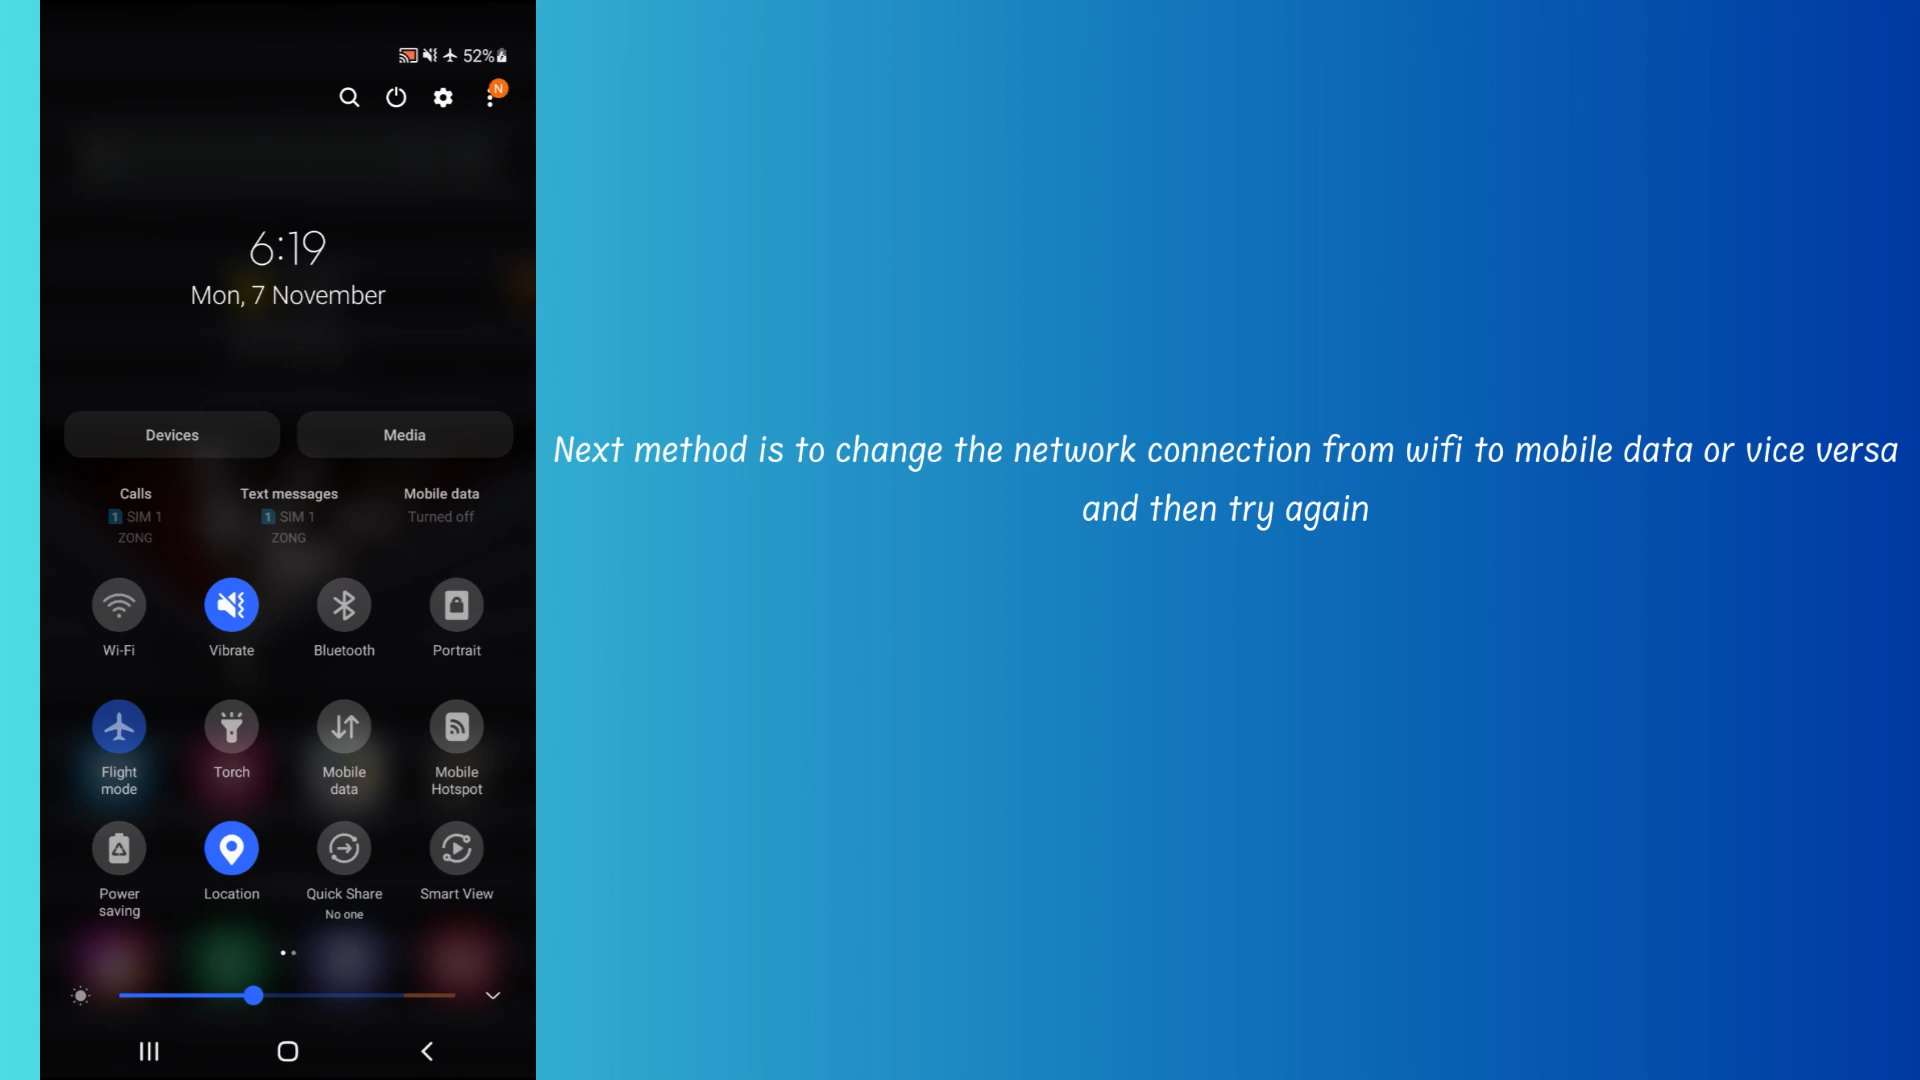 52%
N
6:19
Mon, 7 November
Devices
Media
Calls
1 SIM 1
ZONG
Text messages
1 SIM 1
ZONG
Mobile data
Turned off
Wi-Fi
Vibrate
Bluetooth
Portrait
Flight
mode
Torch
Mobile
data
Mobile
Hotspot
Power
saving
Location
Quick Share
No one
Smart View
Next method is to change the network connection from wifi to mobile data or vice versa
and then try again